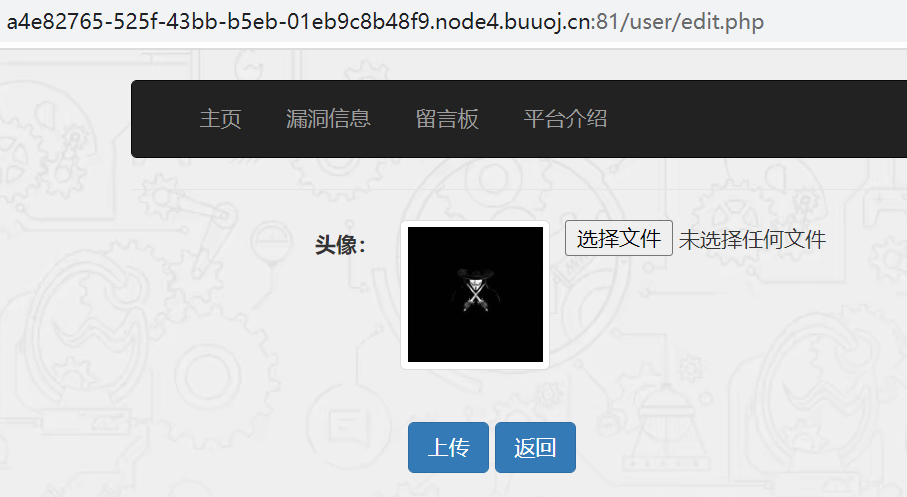 a4e82765-525f-43bb-b5eb-01eb9c8b48f9.node4.buuoj.cn:81/user/edit.php
主页 漏洞信息 留言板 平台介绍
头像: 选择文件 未选择任何文件
上传 返回